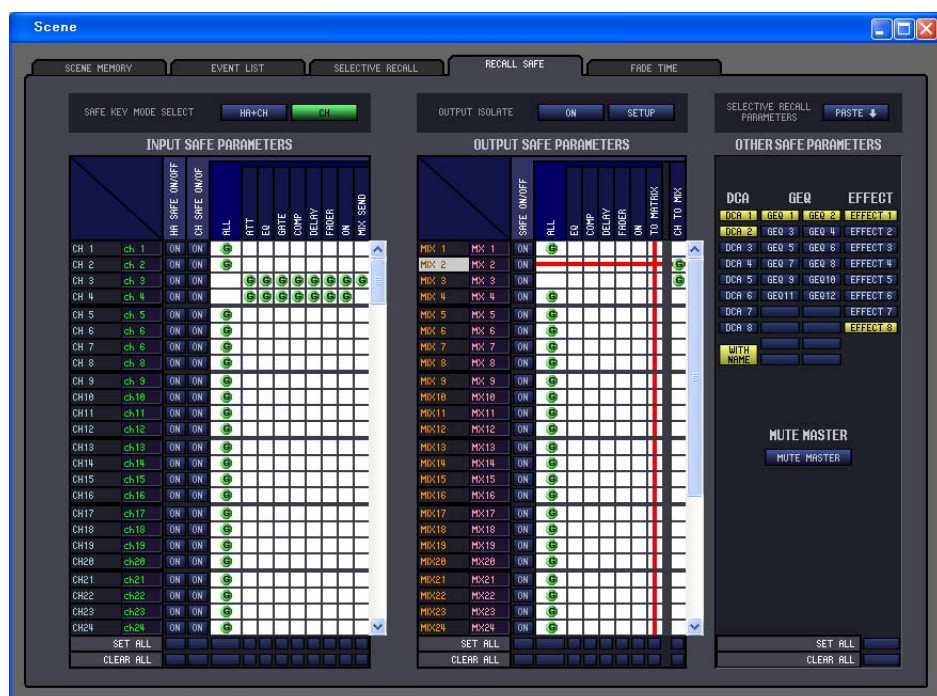 Scene
SCENE MEMORY EVENT LIST SELECTIVE RECALL RECALL SAFE FADE TIME
SAFE KEY MODE SELECT HA+CH CH
OUTPUT ISOLATE ON SETUP
SELECTIVE RECALL
PARAMETERS
PASTE
INPUT SAFE PARAMETERS
HA SAFE ON/OFF CH SAFE ON/OF ALL ATT EQ GATE COMP DELAY FADER ON MIX SEND
CH 1 ch 1 ON ON G
CH 2 ch 2 ON ON G
CH 3 ch 3 ON ON G G G G G G G G
CH 4 ch 4 ON ON G G G G G G G
CH 5 ch 5 ON ON G
CH 6 ch 6 ON ON G
CH 7 ch 6 ON ON G
CH 8 ch 8 ON ON G
CH 9 ch 9 ON ON G
CH10 ch10 ON ON G
CH11 ch11 ON ON G
CH12 ch12 ON ON G
CH13 ch13 ON ON G
CH14 ch14 ON ON G
CH15 ch15 ON ON G
CH16 ch16 ON ON G
CH17 ch17 ON ON G
CH18 ch18 ON ON G
CH19 ch19 ON ON G
CH20 ch20 ON ON G
CH21 ch21 ON ON G
CH22 ch22 ON ON G
CH23 ch23 ON ON G
CH24 ch24 ON ON G
SET ALL
CLEAR ALL
OUTPUT SAFE PARAMETERS
SAFE ON/OFF ALL EQ COMP DELAY FADER ON TO MATRIX CH TO MIX
MIX 1 MX 1 ON G
MIX 2 MX 2 ON G
MIX 3 MX 3 ON G
MIX 4 MX 4 ON G
MIX 5 MX 5 ON G
MIX 6 MX 6 ON G
MIX 7 MX 7 ON G
MIX 8 MX 8 ON G
MIX 9 MX 9 ON G
MIX10 MX10 ON G
MIX11 MX11 ON G
MIX12 MX12 ON G
MIX13 MX13 ON G
MIX14 MX14 ON G
MIX15 MX15 ON G
MIX16 MX16 ON G
MIX17 MX17 ON G
MIX18 MX18 ON G
MIX19 MX19 ON G
MIX20 MX20 ON G
MIX21 MX21 ON G
MIX22 MX22 ON G
MIX23 MX23 ON G
MIX24 MX24 ON G
SET ALL
CLEAR ALL
OTHER SAFE PARAMETERS
DCA GEQ EFFECT
DCA 1 GEQ 1 GEQ 2 EFFECT 1
DCA 2 GEQ 3 GEQ 4 EFFECT 2
DCA 3 GEQ 5 GEQ 6 EFFECT 3
DCA 4 GEQ 7 GEQ 8 EFFECT 4
DCA 5 GEQ 9 GEQ10 EFFECT 5
DCA 6 GEQ11 GEQ12 EFFECT 6
DCA 7 EFFECT 7
DCA 8 EFFECT 8
WITH
NAME
MUTE MASTER
MUTE MASTER
SET ALL
CLEAR ALL